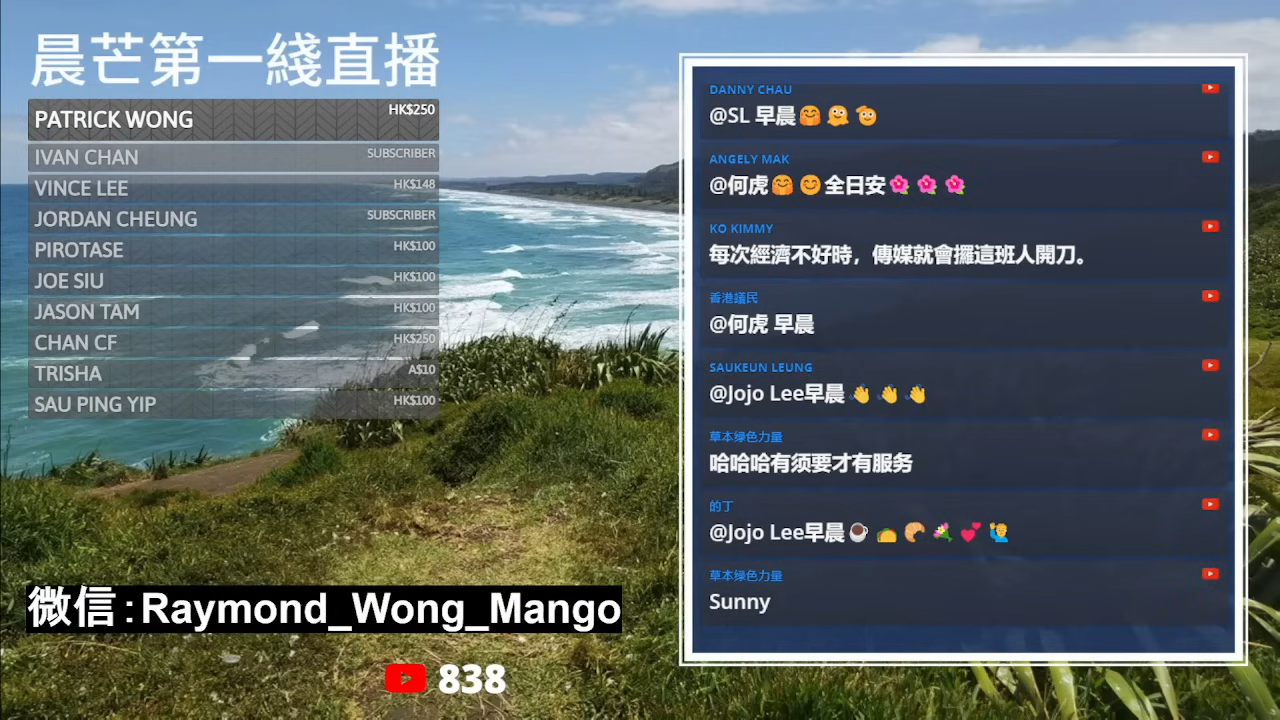 晨芒第一綫直播
PATRICK WONG HK$250
IVAN CHAN SUBSCRIBER
VINCE LEE HK$148
JORDAN CHEUNG SUBSCRIBER
PIROTASE HK$100
JOE SIU HK$100
JASON TAM HK$100
CHAN CF HK$250
TRISHA A$10
SAU PING YIP HK$100
微信:Raymond_Wong_Mango
838
DANNY CHAU
@SL 早晨🤗 🫠 🫡
ANGELY MAK
@何虎🤗 😊全日安🌺 🌺 🌺
KO KIMMY
每次經濟不好時，傳媒就會攞這班人開刀。
香港議民
@何虎 早晨
SAUKEUN LEUNG
@Jojo Lee早晨👋 👋 👋
草本绿色力量
哈哈哈有须要才有服务
的丁
@Jojo Lee早晨☕ 🌮 🥐 💐 💕 🙋‍♂️
草本绿色力量
Sunny